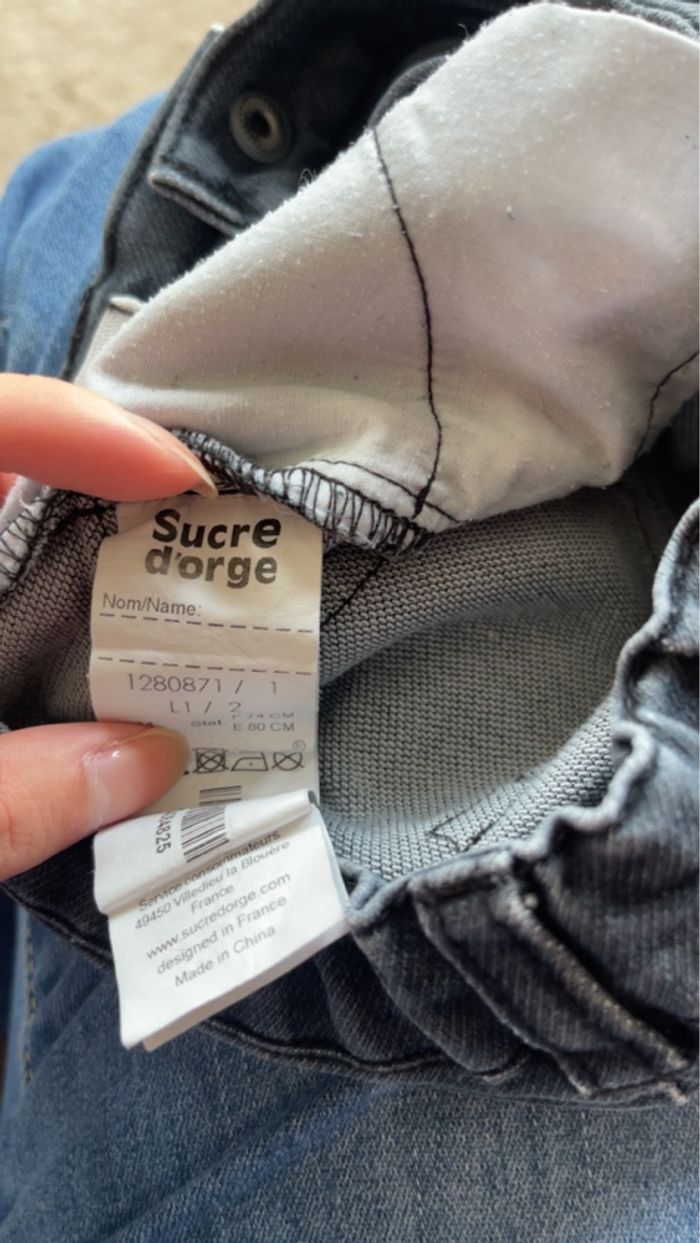 Sucre
d'orge
Nom/Name:
1280871 / 1
L1 / 2
F 74 CM
Stat. E 80 CM
®
Service consommateurs
49450 Villedieu la Blouère
France
www.sucredorge.com
designed in France
Made in China